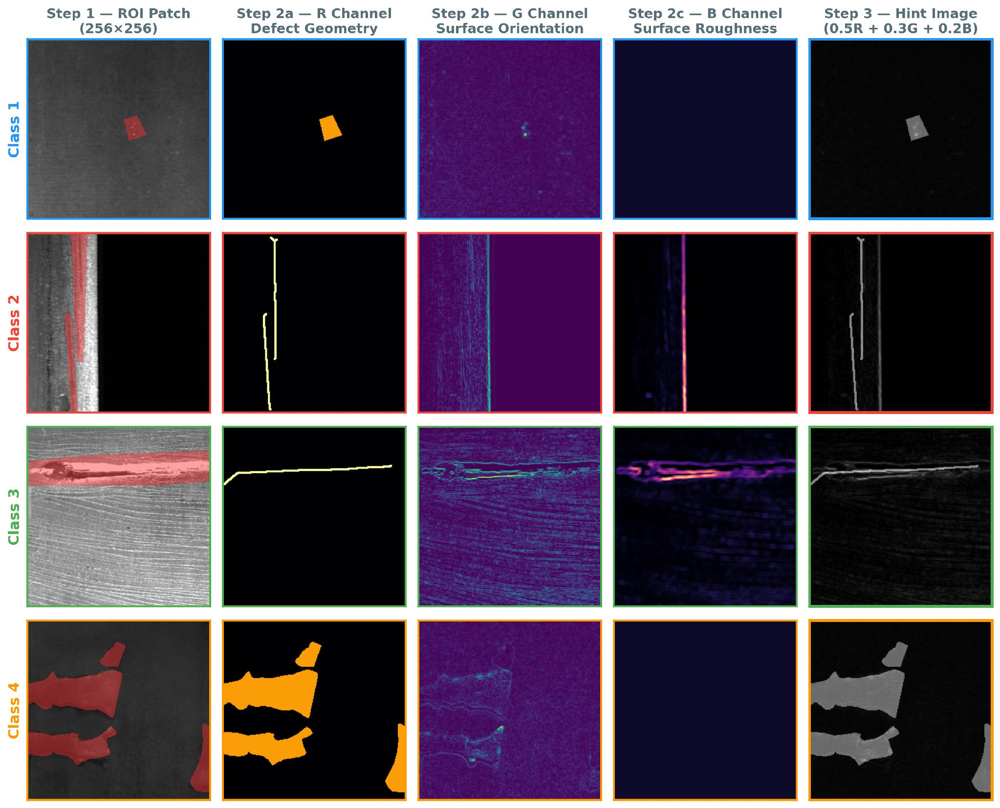 Step 1 — ROI Patch
(256×256)
Step 2a — R Channel
Defect Geometry
Step 2b — G Channel
Surface Orientation
Step 2c — B Channel
Surface Roughness
Step 3 — Hint Image
(0.5R + 0.3G + 0.2B)
Class 1
Class 2
Class 3
Class 4